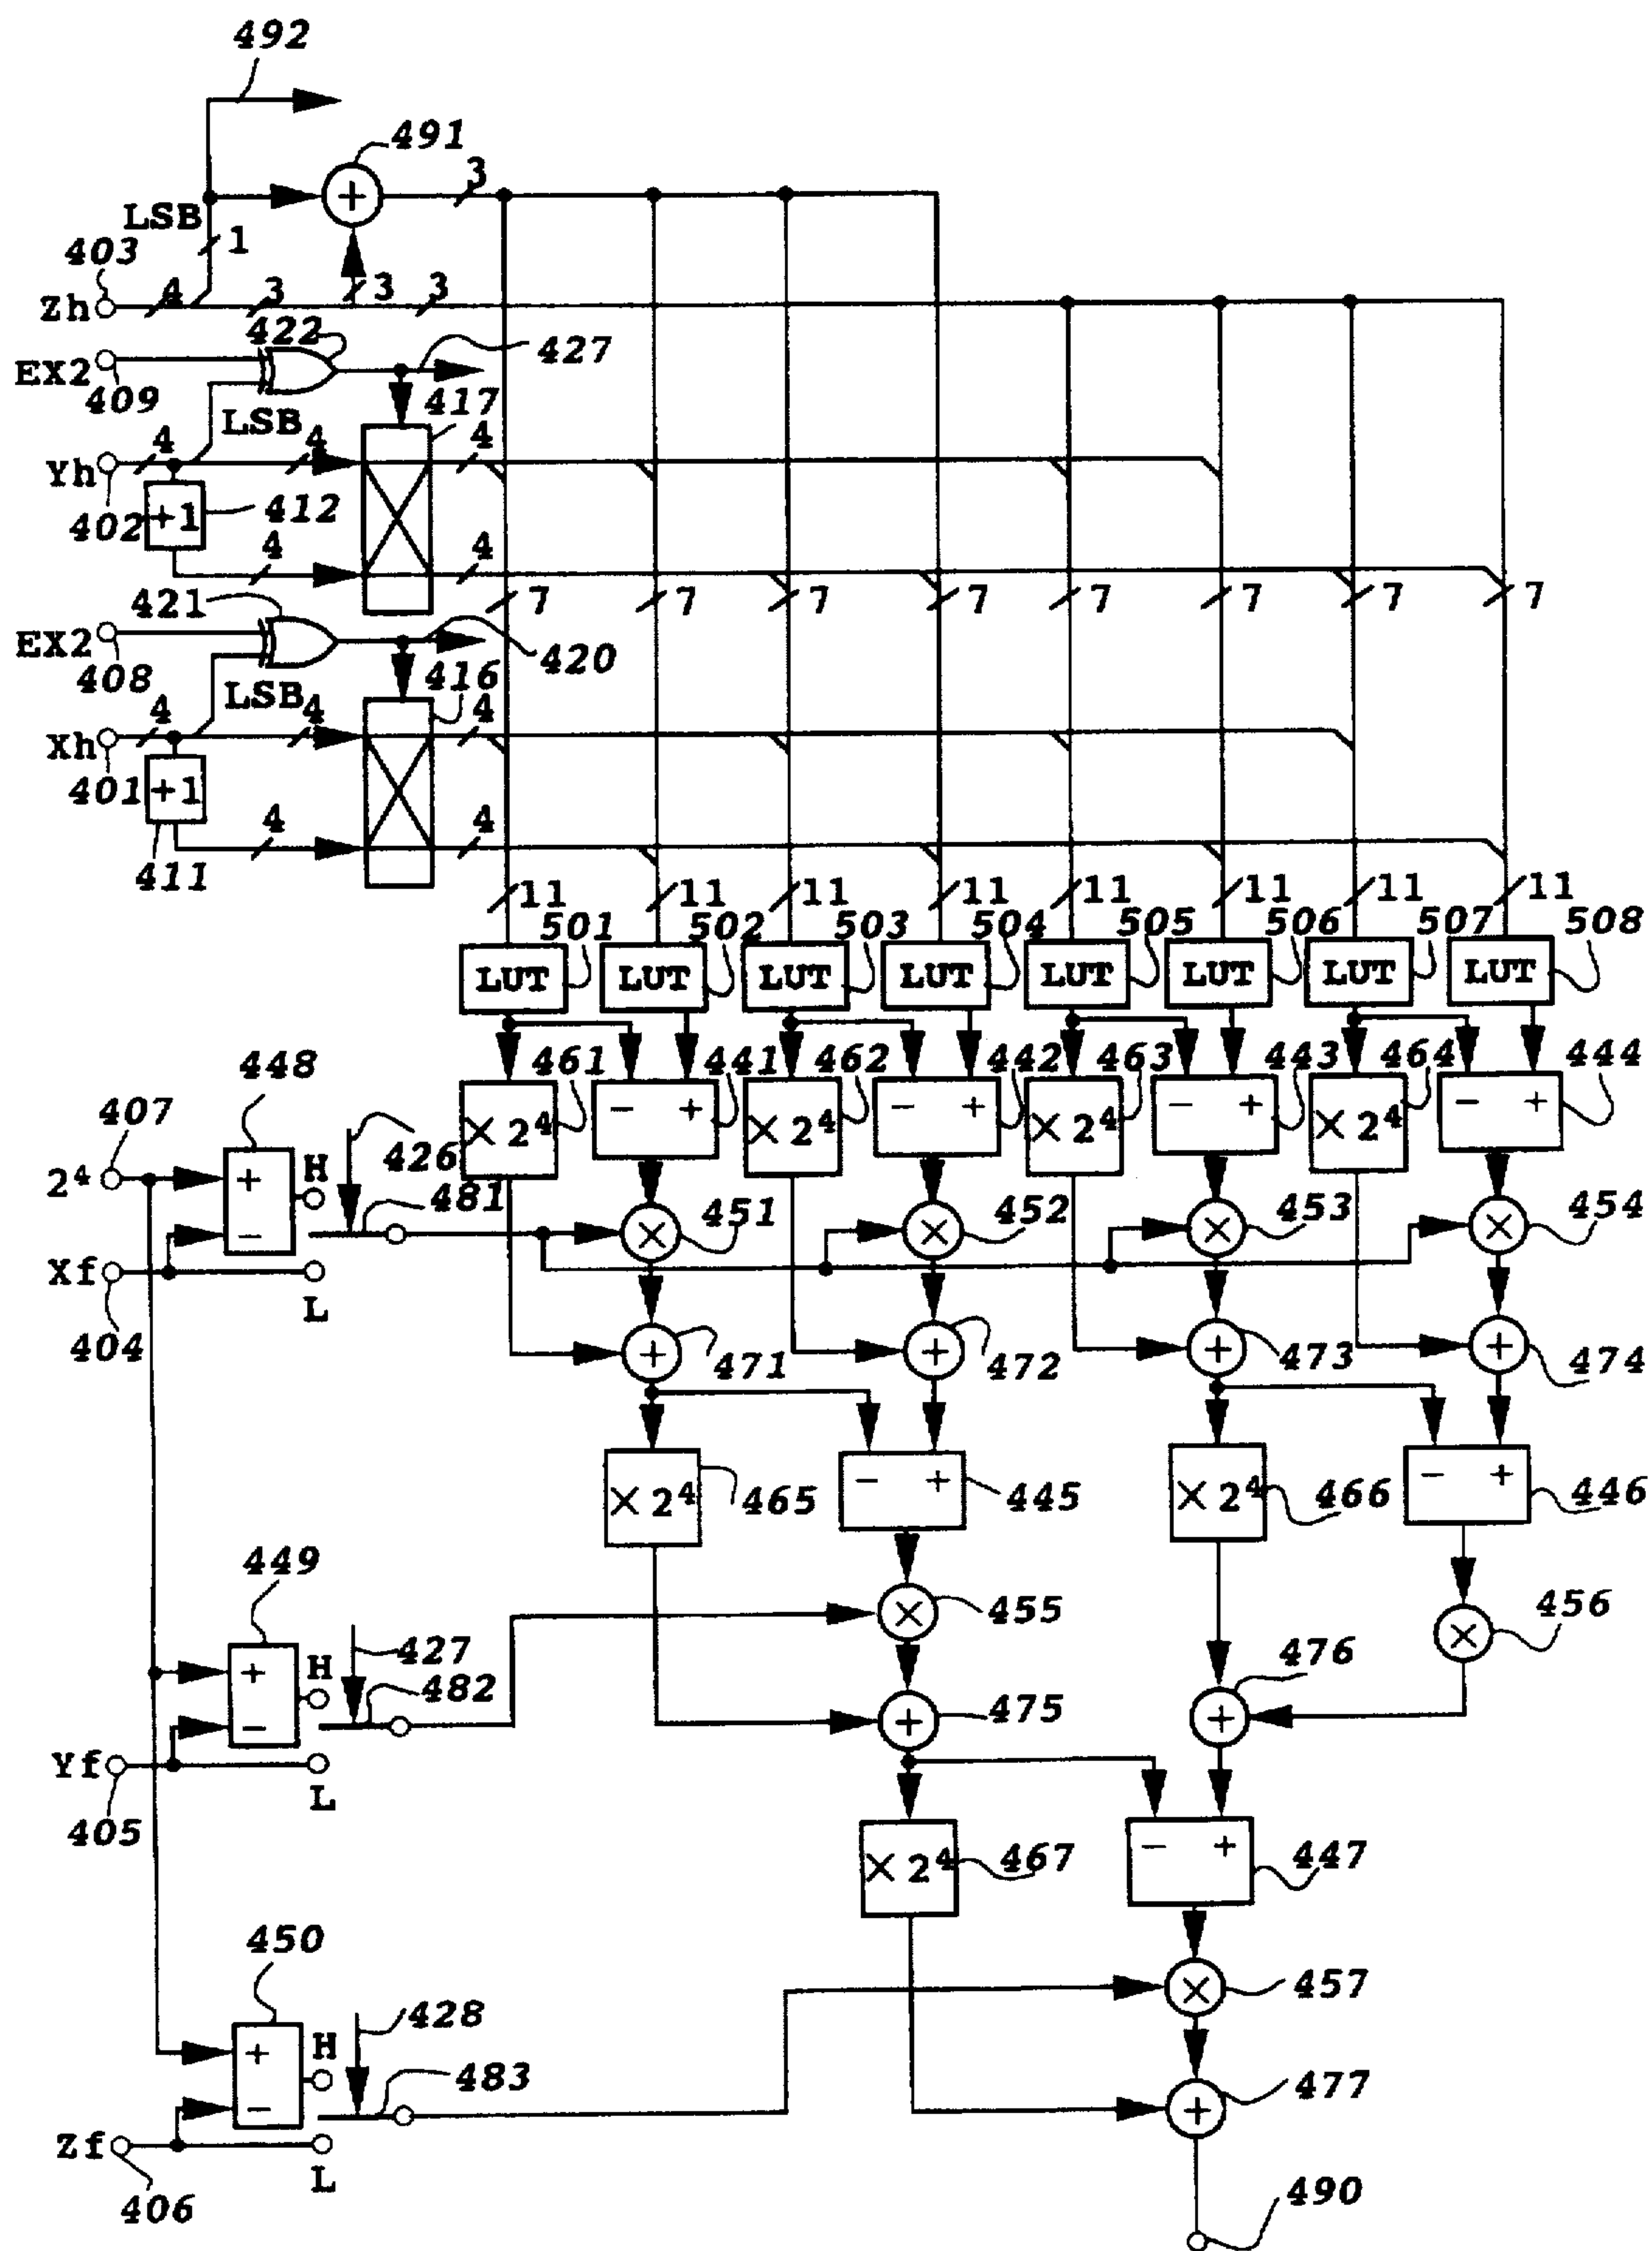 492
491
3
LSB
1
403
Zh
4 3 3 3
422
EX2
409
427
417
LSB
4 4 4
Yh
402
+1
412
4 4
7 7 7 7 7 7 7 7
421
EX2
408
420
416
LSB
4 4 4
Xh
401
+1
411
4 4
11 11 11 11 11 11 11 11
501 502 503 504 505 506 507 508
LUT LUT LUT LUT LUT LUT LUT LUT
448
461 441 462 442 463 443 464 444
407
2⁴
426
H
481
+
−
× 2⁴
− +
× 2⁴
− +
× 2⁴
− +
× 2⁴
− +
× 451
× 452
× 453
× 454
Xf
404
L
+ 471
+ 472
+ 473
+ 474
× 2⁴ 465
− + 445
× 2⁴ 466
− + 446
449
× 455
× 456
427
H
482
+
−
476
+
475
+
Yf
405
L
× 2⁴ 467
− + 447
450
428
H
483
+
−
× 457
+ 477
Zf
406
L
490